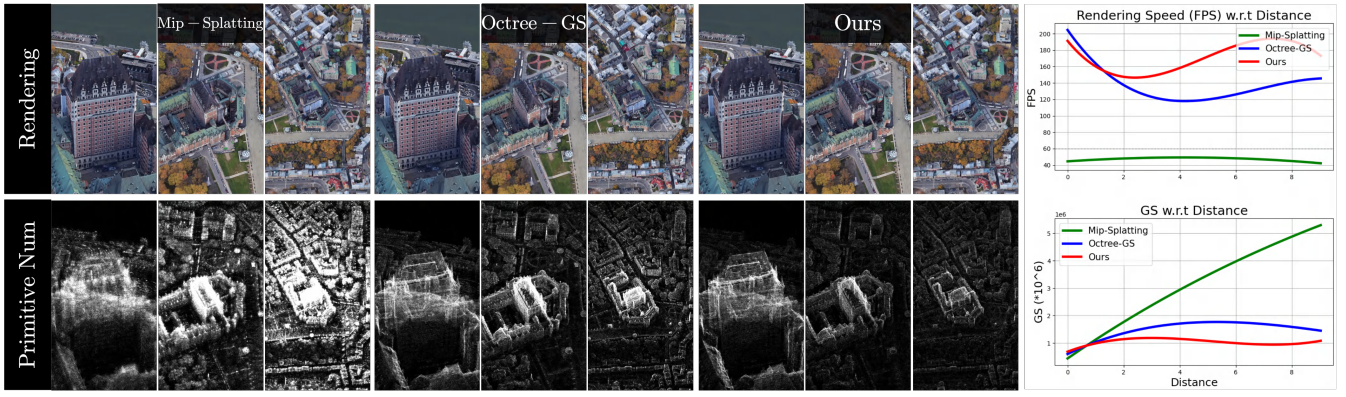 Rendering
Mip − Splatting
Octree − GS
Ours
Primitive Num
Rendering Speed (FPS) w.r.t Distance
Mip-Splatting
Octree-GS
Ours
FPS
200
180
160
140
120
100
80
60
40
0 2 4 6 8
GS w.r.t Distance
1e6
Mip-Splatting
Octree-GS
Ours
GS (*10^6)
5
4
3
2
1
0 2 4 6 8
Distance